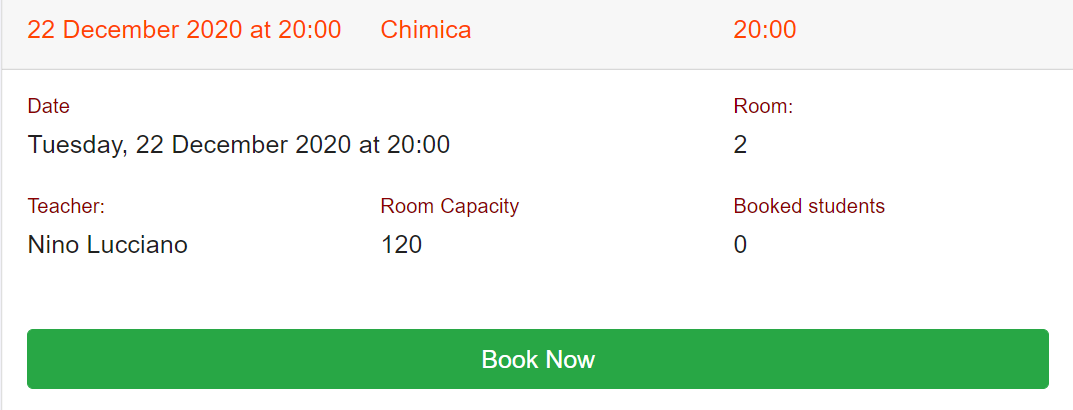 22 December 2020 at 20:00 Chimica 20:00
Date Room:
Tuesday, 22 December 2020 at 20:00 2
Teacher: Room Capacity Booked students
Nino Lucciano 120 0
Book Now